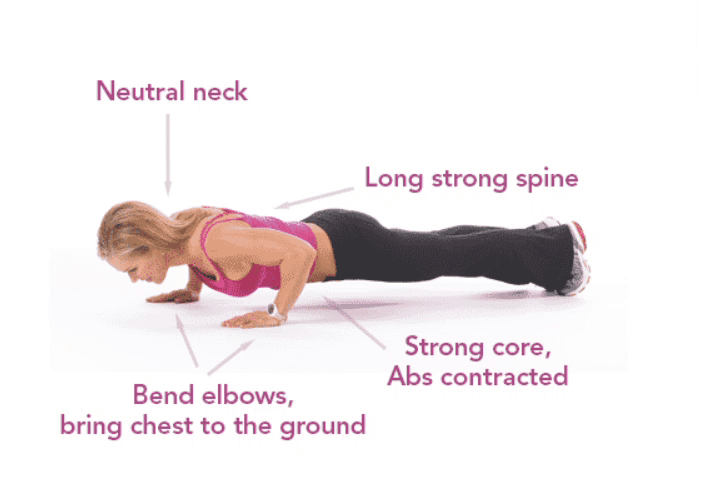 Neutral neck
Long strong spine
Strong core,
Abs contracted
Bend elbows,
bring chest to the ground